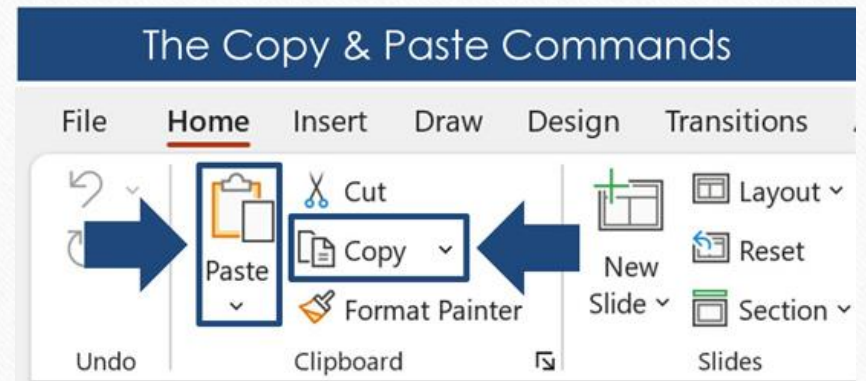 The Copy & Paste Commands
File Home Insert Draw Design Transitions
Cut
Copy
Paste
Format Painter
New
Slide
Layout
Reset
Section
Undo Clipboard Slides